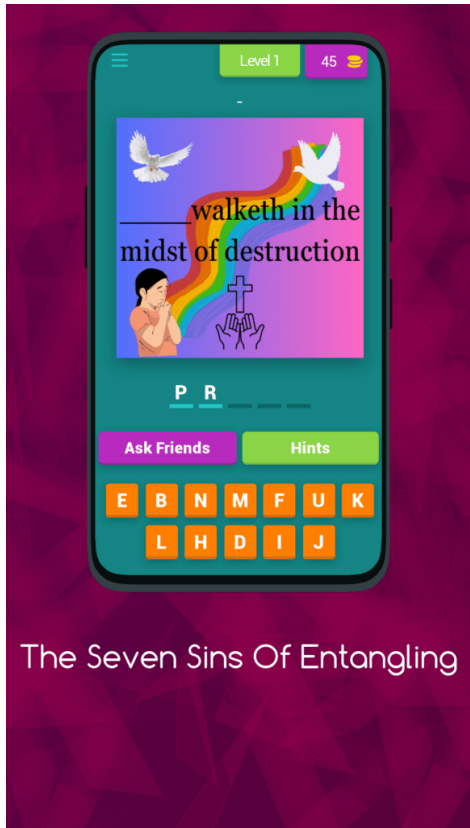 Level 1
45
-
_____walketh in the
midst of destruction
P R _ _ _
Ask Friends
Hints
E B N M F U K
L H D I J
The Seven Sins Of Entangling